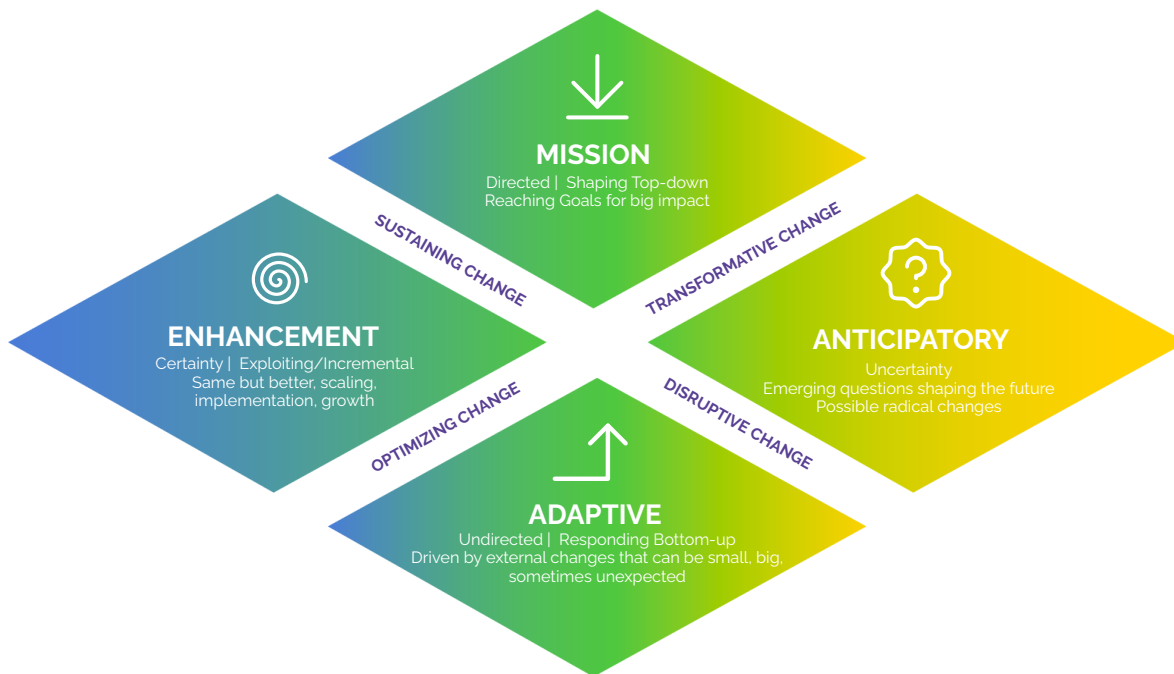 MISSION
Directed | Shaping Top-down
Reaching Goals for big impact
SUSTAINING CHANGE
TRANSFORMATIVE CHANGE
ENHANCEMENT
Certainty | Exploiting/Incremental
Same but better, scaling,
implementation, growth
?
ANTICIPATORY
Uncertainty
Emerging questions shaping the future
Possible radical changes
OPTIMIZING CHANGE
DISRUPTIVE CHANGE
ADAPTIVE
Undirected | Responding Bottom-up
Driven by external changes that can be small, big,
sometimes unexpected